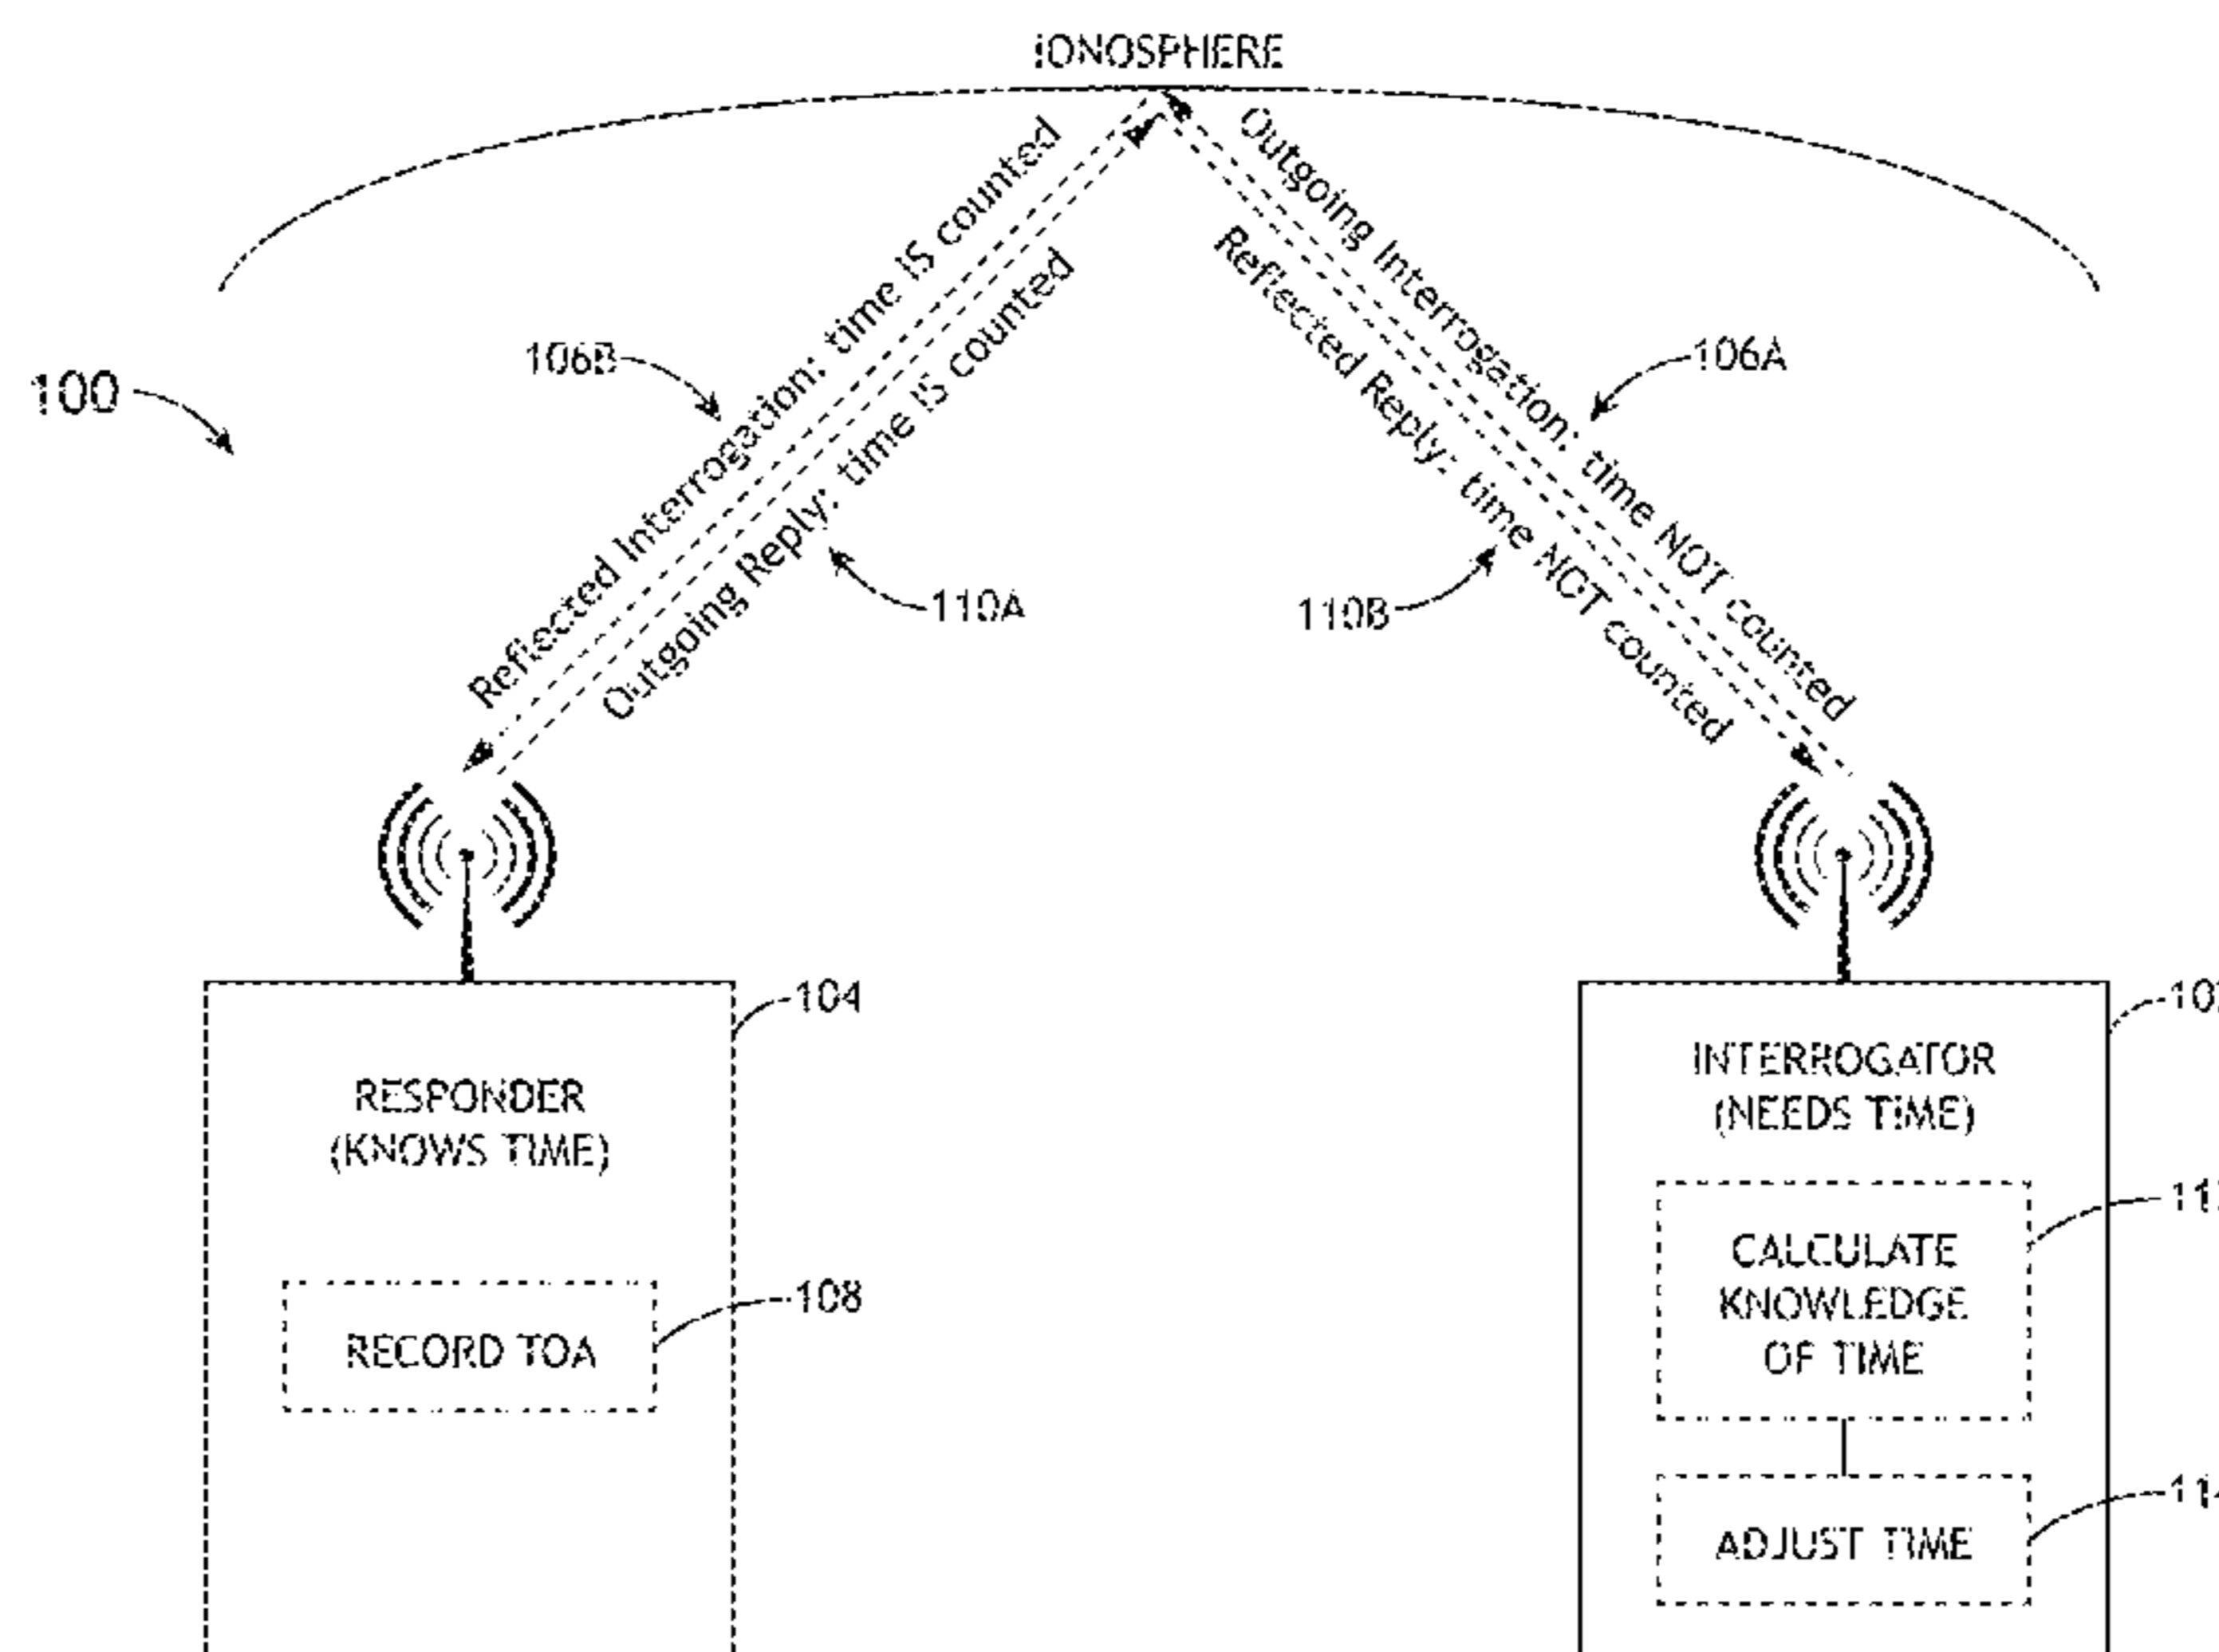 IONOSPHERE
Reflected Interrogation: time IS counted
Outgoing Reply: time IS counted
Outgoing Interrogation: time NOT counted
Reflected Reply: time NOT counted
100
106B
106A
110A
110B
104
RESPONDER
(KNOWS TIME)
108
RECORD TOA
INTERROGATOR
(NEEDS TIME)
CALCULATE
KNOWLEDGE
OF TIME
ADJUST TIME